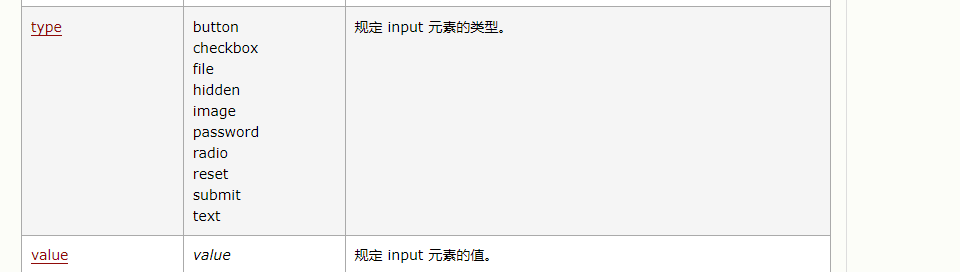 type button 规定 input 元素的类型。
checkbox
file
hidden
image
password
radio
reset
submit
text
value value 规定 input 元素的值。